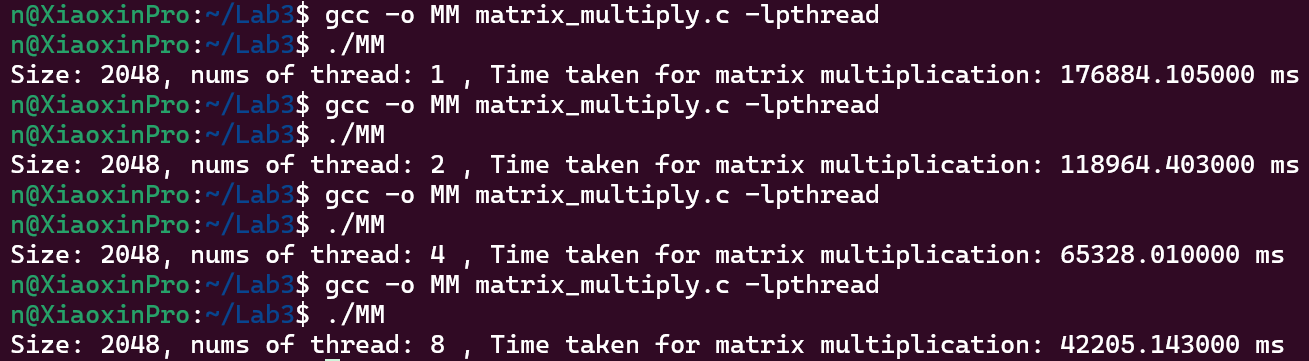 n@XiaoxinPro:~/Lab3$ gcc -o MM matrix_multiply.c -lpthread
n@XiaoxinPro:~/Lab3$ ./MM
Size: 2048, nums of thread: 1 , Time taken for matrix multiplication: 176884.105000 ms
n@XiaoxinPro:~/Lab3$ gcc -o MM matrix_multiply.c -lpthread
n@XiaoxinPro:~/Lab3$ ./MM
Size: 2048, nums of thread: 2 , Time taken for matrix multiplication: 118964.403000 ms
n@XiaoxinPro:~/Lab3$ gcc -o MM matrix_multiply.c -lpthread
n@XiaoxinPro:~/Lab3$ ./MM
Size: 2048, nums of thread: 4 , Time taken for matrix multiplication: 65328.010000 ms
n@XiaoxinPro:~/Lab3$ gcc -o MM matrix_multiply.c -lpthread
n@XiaoxinPro:~/Lab3$ ./MM
Size: 2048, nums of thread: 8 , Time taken for matrix multiplication: 42205.143000 ms